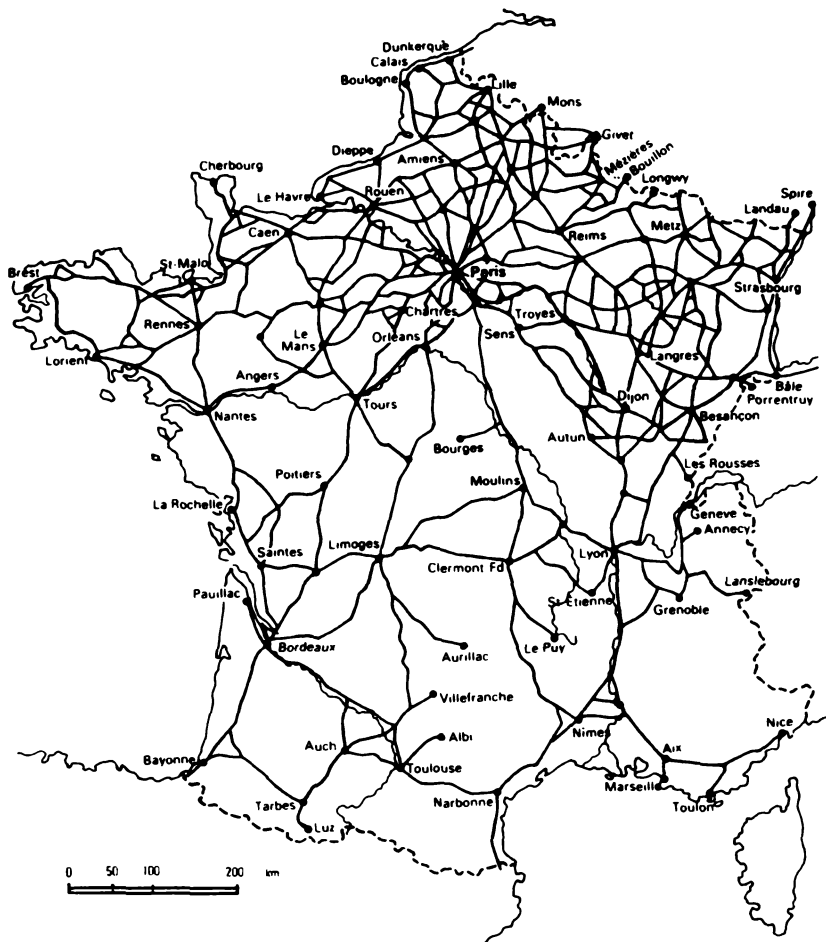 Dunkerque
Calais
Boulogne
Lille
Mons
Givet
Dieppe
Amiens
Mézières
Bouillon
Cherbourg
Longwy
Spire
Le Havre
Rouen
Landau
Caen
Reims
Metz
St-Malo
Brest
Paris
Strasbourg
Rennes
Chartres
Troyes
Le
Mans
Orléans
Sens
Lorient
Langres
Angers
Bâle
Porrentruy
Nantes
Tours
Dijon
Besançon
Bourges
Autun
Les Rousses
Poitiers
Moulins
La Rochelle
Genève
Annecy
Saintes
Limoges
Clermont Fd
Lyon
Pauillac
St-Étienne
Lanslebourg
Grenoble
Bordeaux
Aurillac
Le Puy
Villefranche
Albi
Nîmes
Nice
Auch
Aix
Bayonne
Toulouse
Marseille
Tarbes
Narbonne
Toulon
Luz
0 50 100 200 km